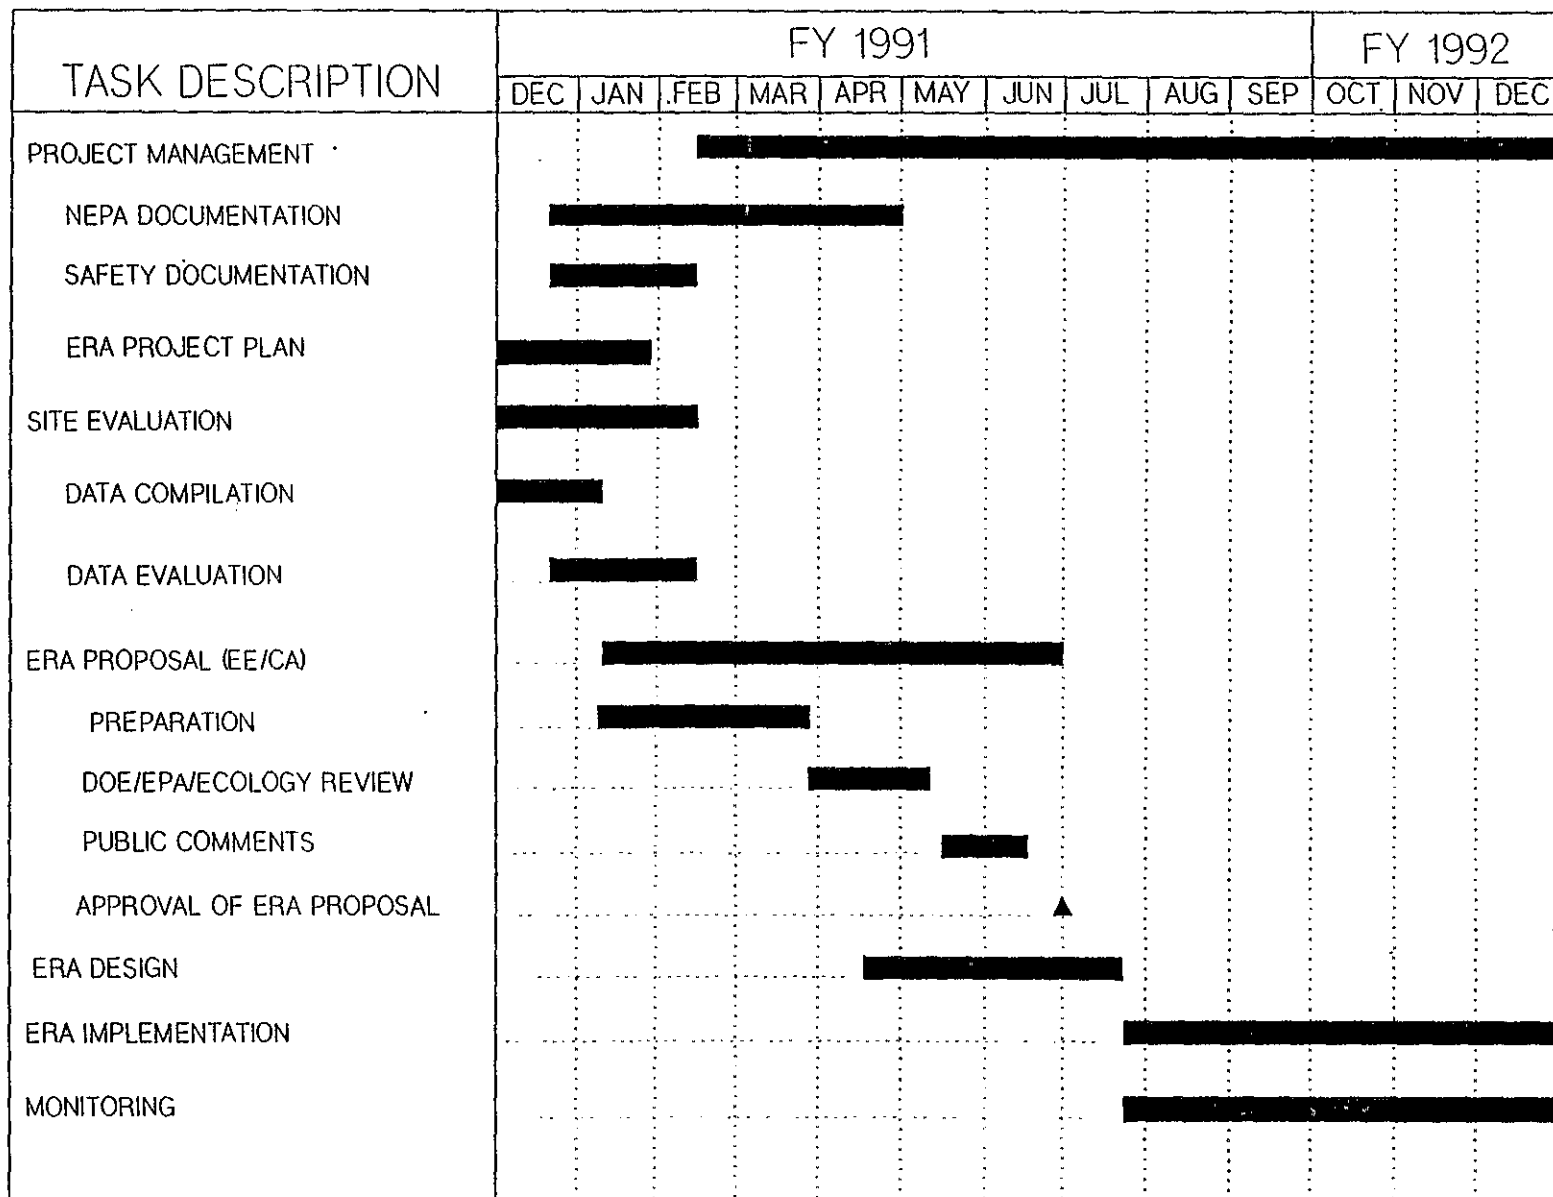 TASK DESCRIPTION
FY 1991
FY 1992
DEC JAN .FEB MAR APR MAY JUN JUL AUG SEP OCT NOV DEC
PROJECT MANAGEMENT
NEPA DOCUMENTATION
SAFETY DOCUMENTATION
ERA PROJECT PLAN
SITE EVALUATION
DATA COMPILATION
DATA EVALUATION
ERA PROPOSAL (EE/CA)
PREPARATION
DOE/EPA/ECOLOGY REVIEW
PUBLIC COMMENTS
APPROVAL OF ERA PROPOSAL
ERA DESIGN
ERA IMPLEMENTATION
MONITORING